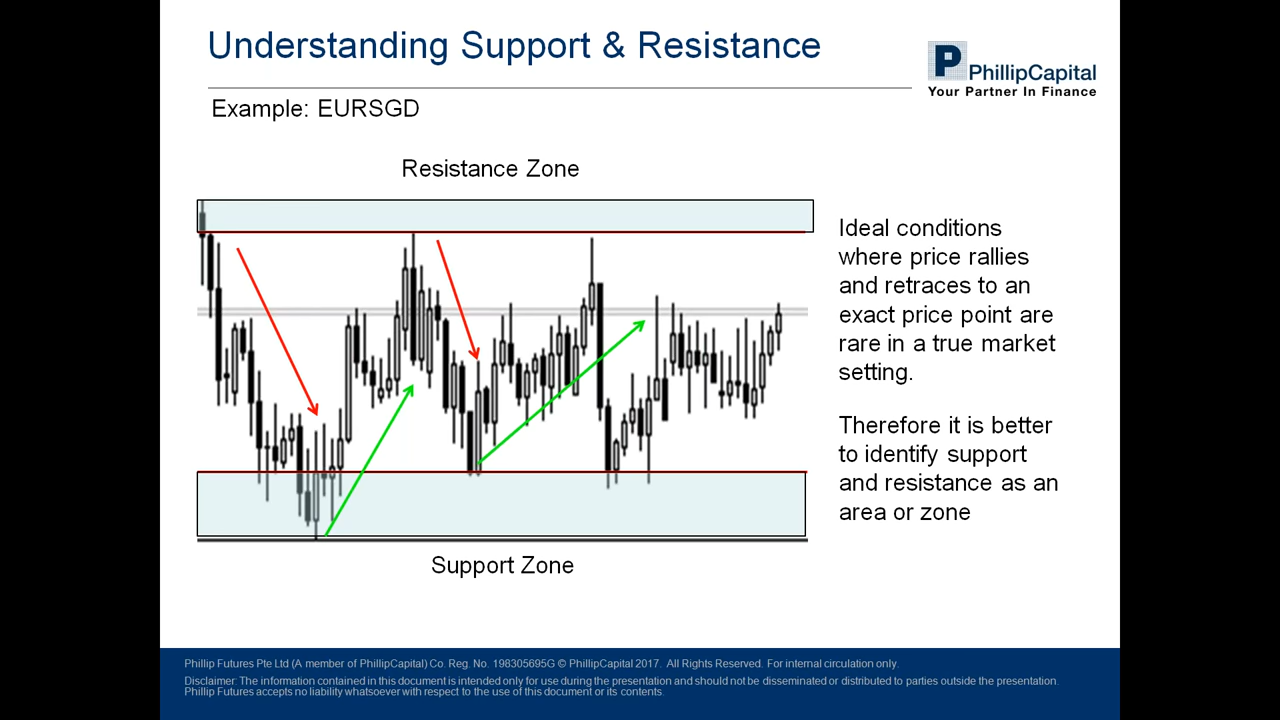 Understanding Support & Resistance
P PhillipCapital
Your Partner In Finance
Example: EURSGD
Resistance Zone
Ideal conditions
where price rallies
and retraces to an
exact price point are
rare in a true market
setting.
Therefore it is better
to identify support
and resistance as an
area or zone
Support Zone
Phillip Futures Pte Ltd (A member of PhillipCapital) Co. Reg. No. 198305695G © PhillipCapital 2017. All Rights Reserved. For internal circulation only.
Disclaimer: The information contained in this document is intended only for use during the presentation and should not be disseminated or distributed to parties outside the presentation.
Phillip Futures accepts no liability whatsoever with respect to the use of this document or its contents.